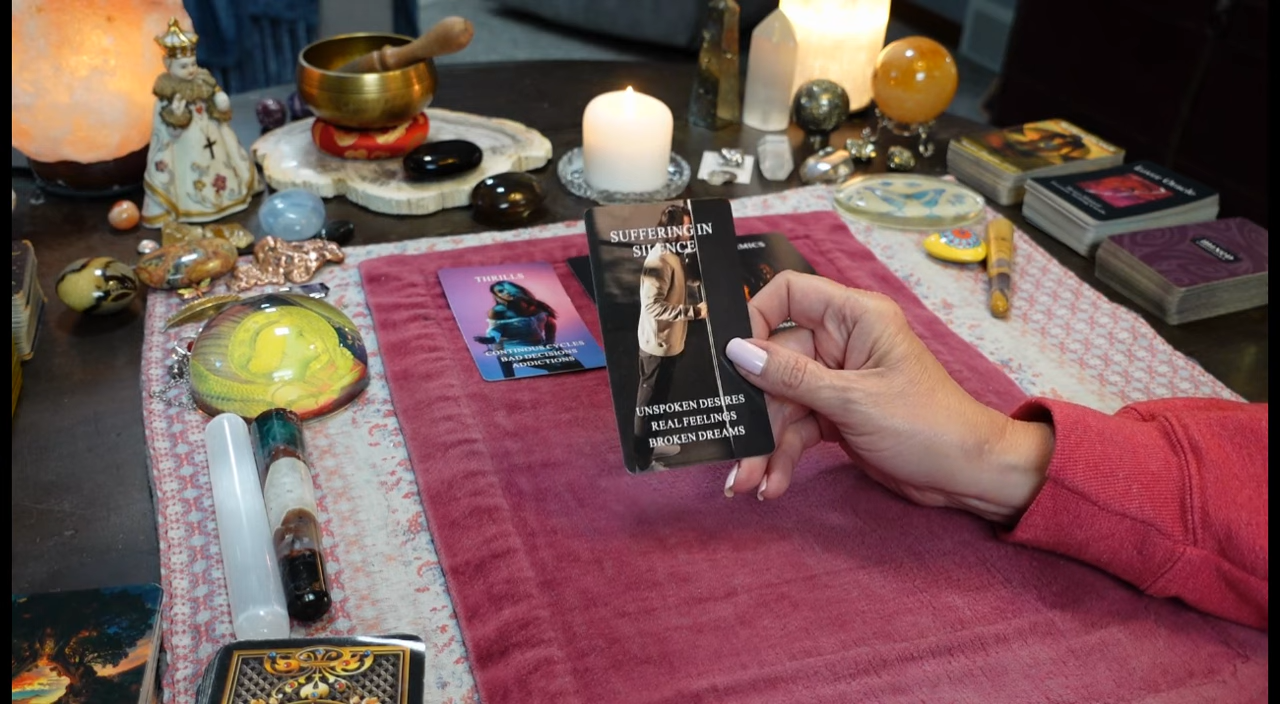 SUFFERING IN
SILENCE
UNSPOKEN DESIRES
REAL FEELINGS
BROKEN DREAMS
THRILLS
CONTINOUS CYCLES
BAD DECISIONS
ADDICTIONS